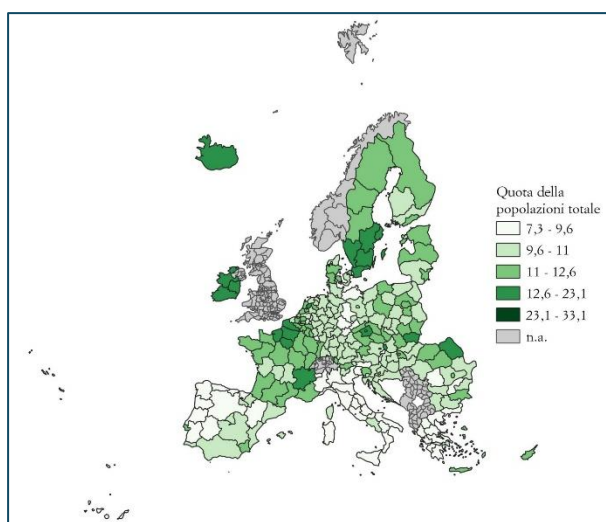 Quota della
popolazioni totale
7,3 - 9,6
9,6 - 11
11 - 12,6
12,6 - 23,1
23,1 - 33,1
n.a.